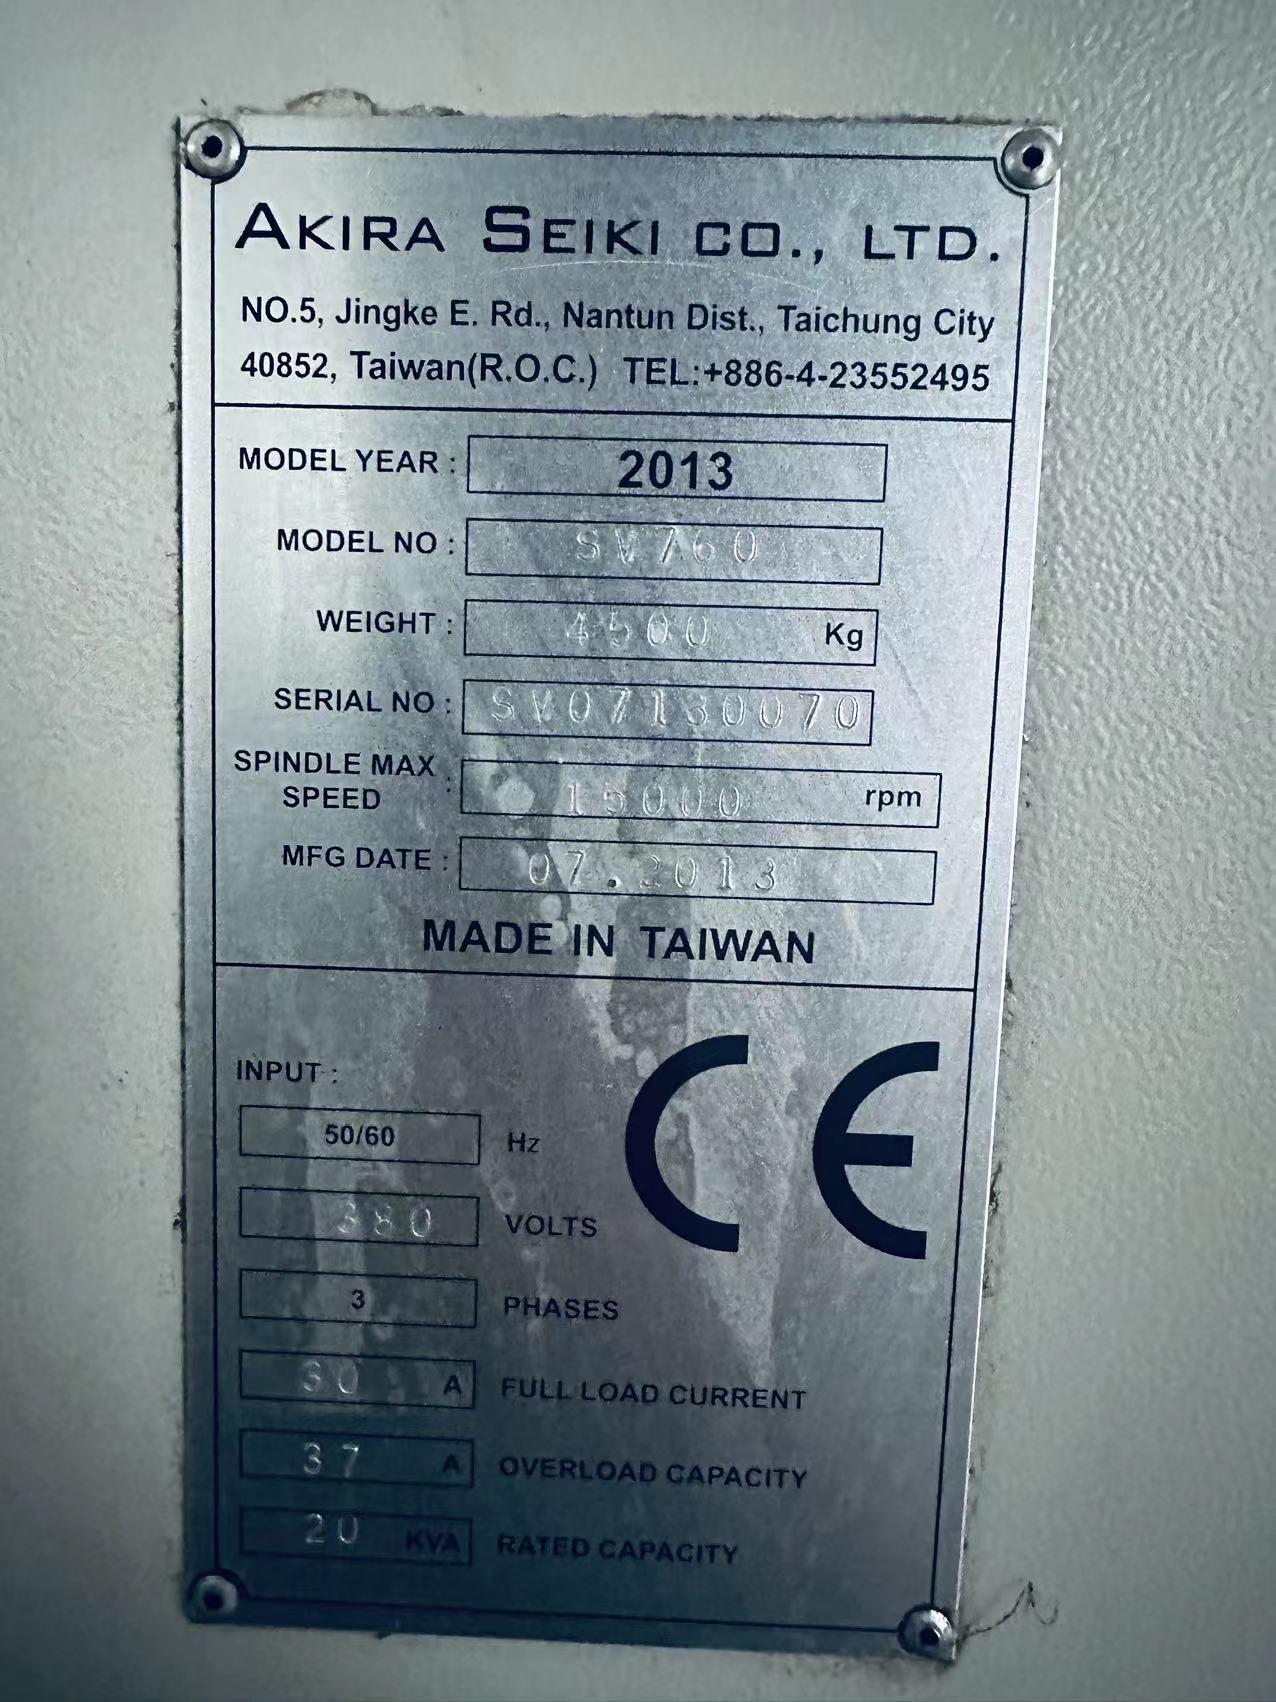 AKIRA SEIKI CO., LTD.
NO.5, Jingke E. Rd., Nantun Dist., Taichung City
40852, Taiwan(R.O.C.) TEL:+886-4-23552495
MODEL YEAR : 2013
MODEL NO : SV760
WEIGHT : 4500 Kg
SERIAL NO : SV07130070
SPINDLE MAX SPEED : 15000 rpm
MFG DATE : 07.2013
MADE IN TAIWAN
INPUT :
50/60 Hz
380 VOLTS
3 PHASES
30 A FULL LOAD CURRENT
37 A OVERLOAD CAPACITY
20 KVA RATED CAPACITY
CE